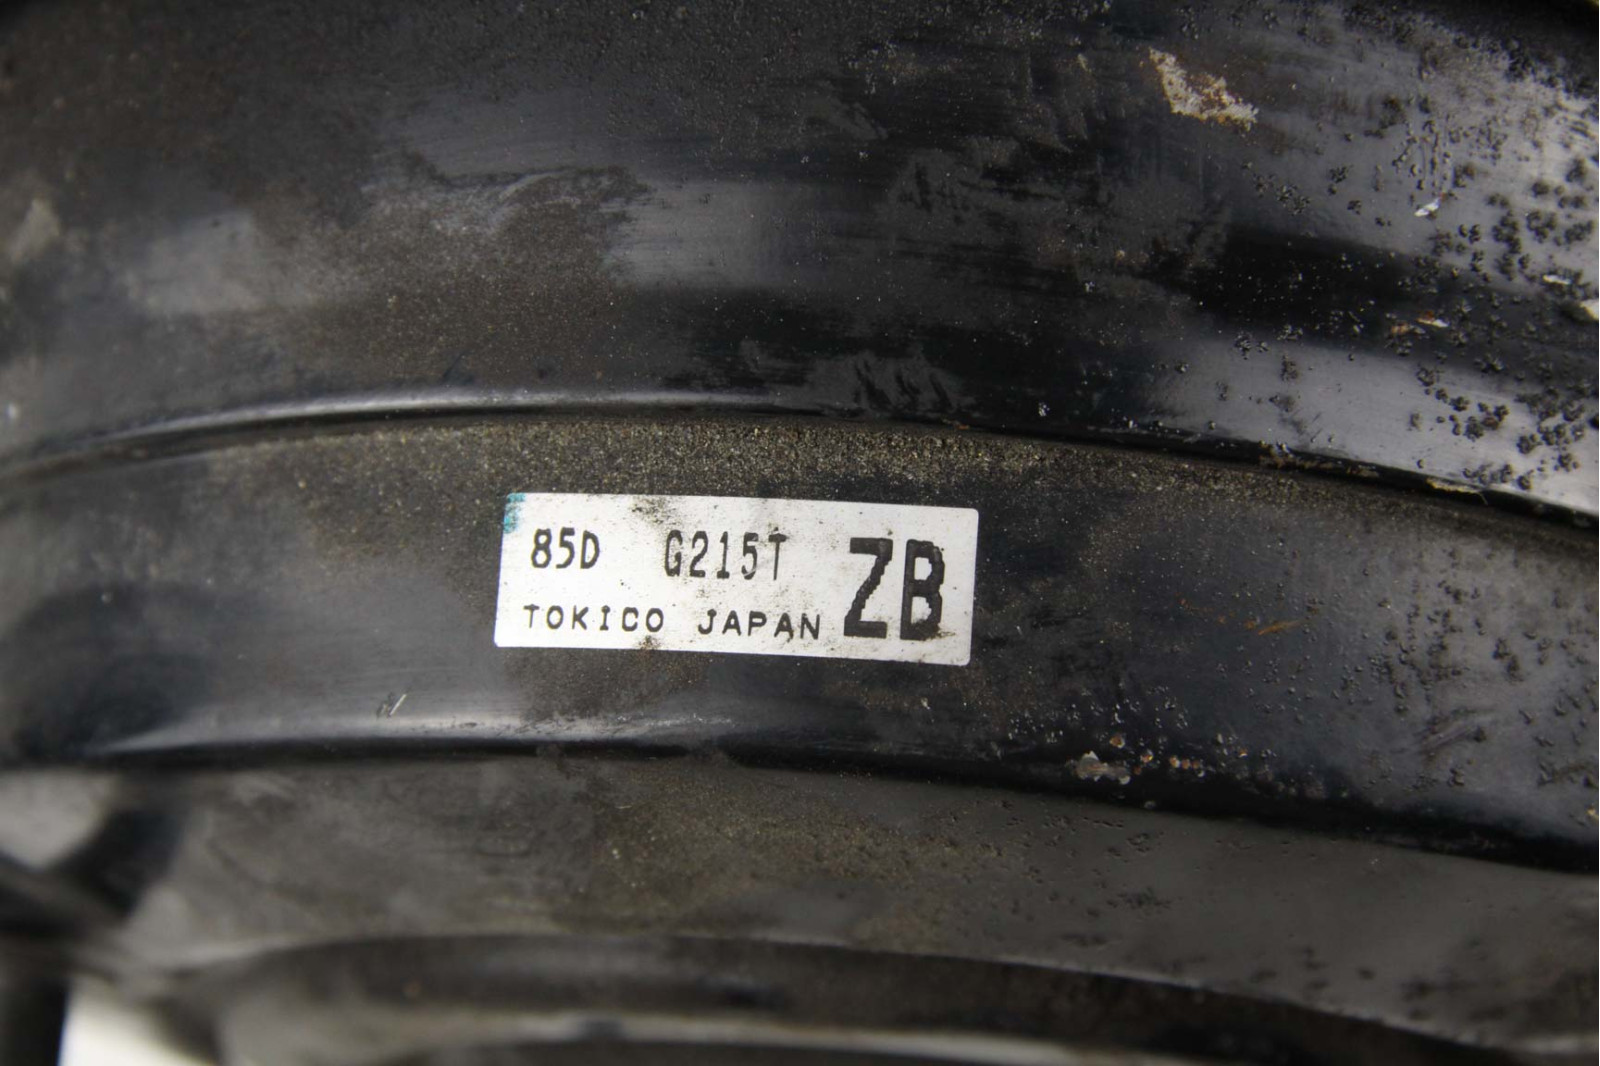 85D G215T ZB
TOKICO JAPAN